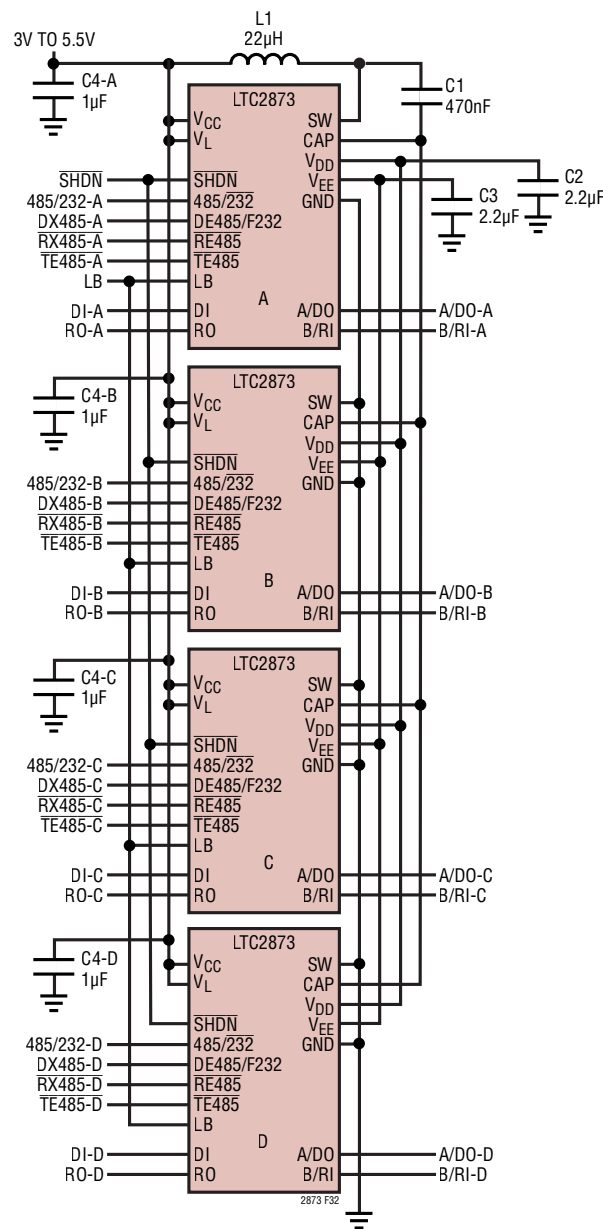 3V TO 5.5V
L1
22µH
C4-A
1µF
C1
470nF
LTC2873
VCC
VL
SHDN
485/232
DE485/F232
RE485
TE485
LB
DI
RO
A
SW
CAP
VDD
VEE
GND
A/DO
B/RI
C2
2.2µF
C3
2.2µF
SHDN
485/232-A
DX485-A
RX485-A
TE485-A
LB
DI-A
RO-A
A/DO-A
B/RI-A
C4-B
1µF
LTC2873
VCC
VL
SHDN
485/232
DE485/F232
RE485
TE485
LB
DI
RO
B
SW
CAP
VDD
VEE
GND
A/DO
B/RI
485/232-B
DX485-B
RX485-B
TE485-B
DI-B
RO-B
A/DO-B
B/RI-B
C4-C
1µF
LTC2873
VCC
VL
SHDN
485/232
DE485/F232
RE485
TE485
LB
DI
RO
C
SW
CAP
VDD
VEE
GND
A/DO
B/RI
485/232-C
DX485-C
RX485-C
TE485-C
DI-C
RO-C
A/DO-C
B/RI-C
C4-D
1µF
LTC2873
VCC
VL
SHDN
485/232
DE485/F232
RE485
TE485
LB
DI
RO
D
SW
CAP
VDD
VEE
GND
A/DO
B/RI
485/232-D
DX485-D
RX485-D
TE485-D
DI-D
RO-D
A/DO-D
B/RI-D
2873 F32